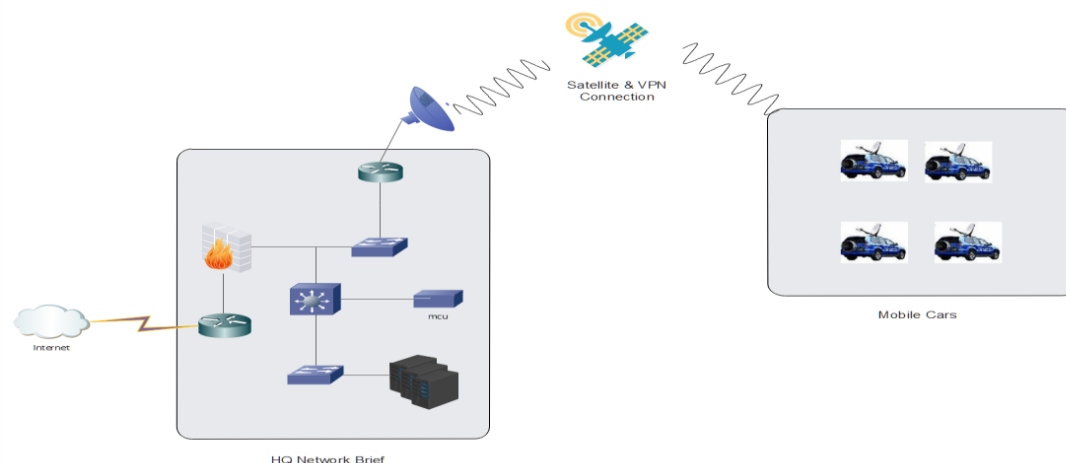 Satellite & VPN
Connection
mcu
Mobile Cars
Internet
HQ Network Brief